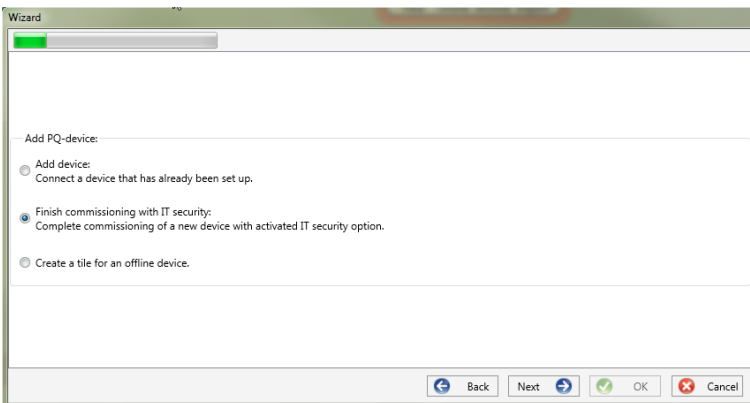 Wizard
Add PQ-device:
Add device:
Connect a device that has already been set up.
Finish commissioning with IT security:
Complete commissioning of a new device with activated IT security option.
Create a tile for an offline device.
Back Next OK Cancel